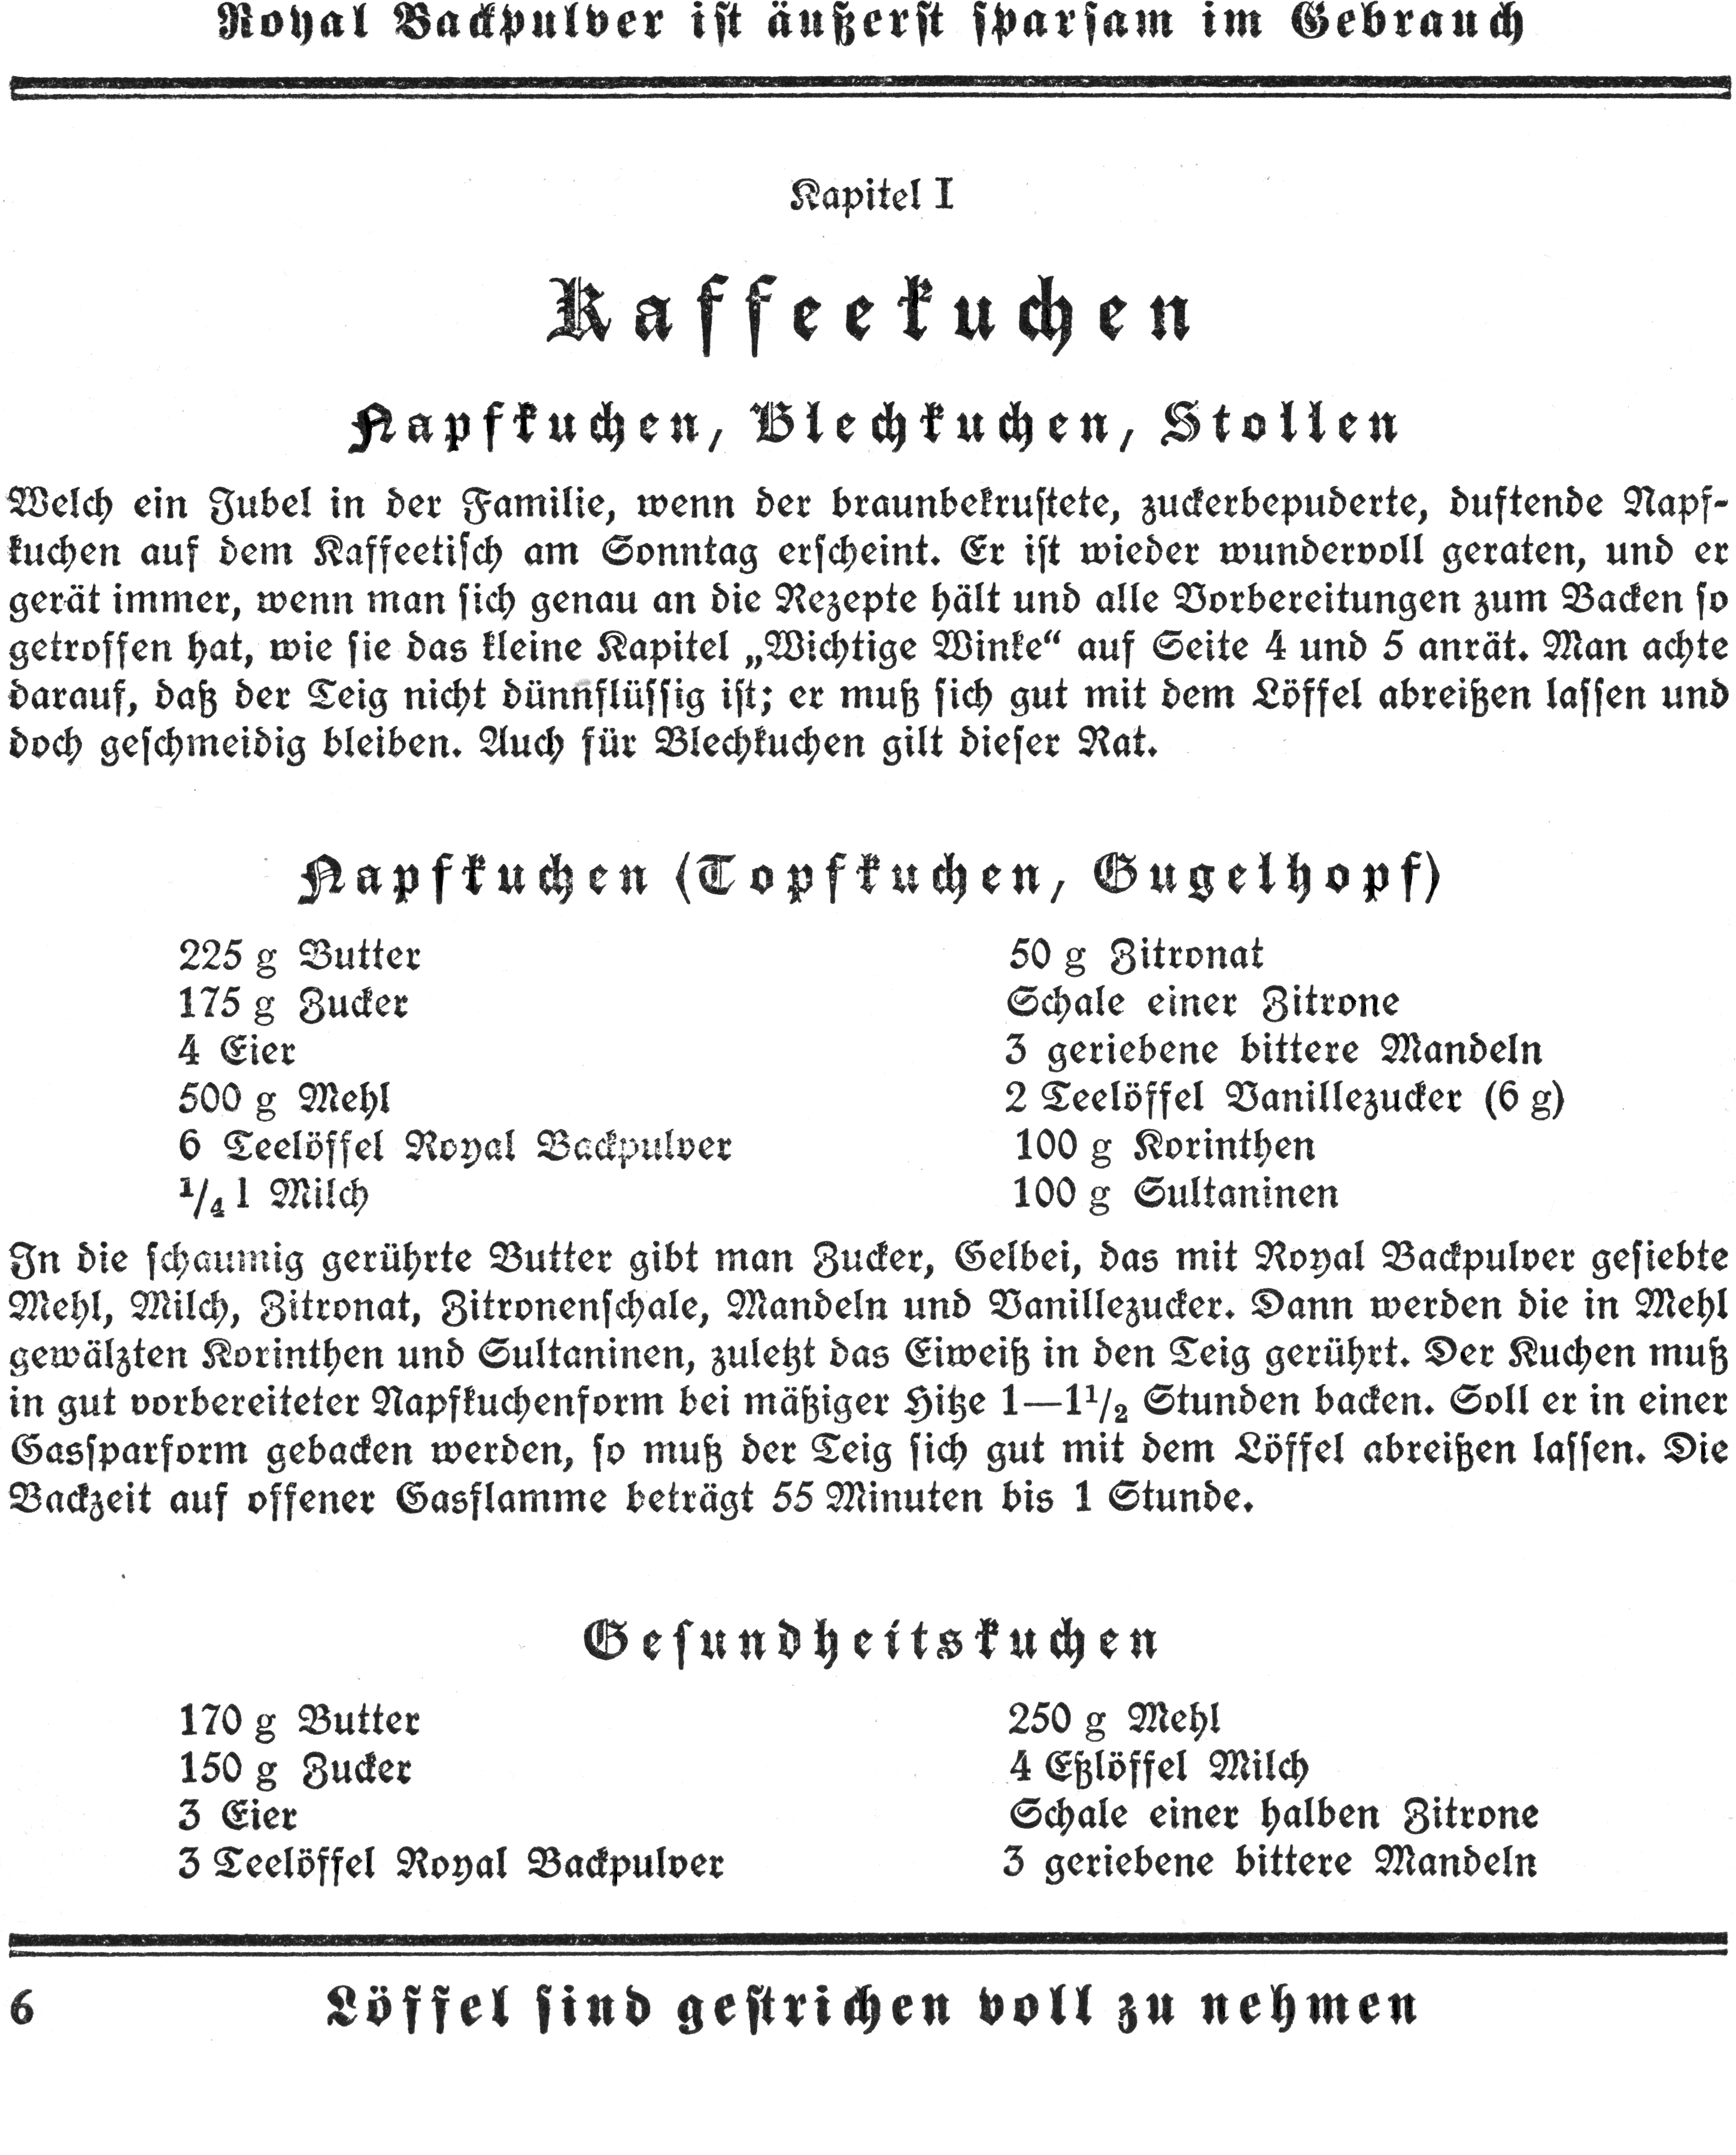 Royal Backpulver ist äußerst sparsam im Gebrauch
Kapitel I
Kaffeekuchen
Napfkuchen, Blechkuchen, Stollen
Welch ein Jubel in der Familie, wenn der braunbekrustete, zuckerbepuderte, duftende Napf-
kuchen auf dem Kaffeetisch am Sonntag erscheint. Er ist wieder wundervoll geraten, und er
gerät immer, wenn man sich genau an die Rezepte hält und alle Vorbereitungen zum Backen so
getroffen hat, wie sie das kleine Kapitel „Wichtige Winke“ auf Seite 4 und 5 anrät. Man achte
darauf, daß der Teig nicht dünnflüssig ist; er muß sich gut mit dem Löffel abreißen lassen und
doch geschmeidig bleiben. Auch für Blechkuchen gilt dieser Rat.
Napfkuchen (Topfkuchen, Gugelhopf)
225 g Butter
175 g Zucker
4 Eier
500 g Mehl
6 Teelöffel Royal Backpulver
1/4 l Milch
50 g Zitronat
Schale einer Zitrone
3 geriebene bittere Mandeln
2 Teelöffel Vanillezucker (6 g)
100 g Korinthen
100 g Sultaninen
In die schaumig gerührte Butter gibt man Zucker, Gelbei, das mit Royal Backpulver gesiebte
Mehl, Milch, Zitronat, Zitronenschale, Mandeln und Vanillezucker. Dann werden die in Mehl
gewälzten Korinthen und Sultaninen, zuletzt das Eiweiß in den Teig gerührt. Der Kuchen muß
in gut vorbereiteter Napfkuchenform bei mäßiger Hitze 1—1 1/2 Stunden backen. Soll er in einer
Gassparform gebacken werden, so muß der Teig sich gut mit dem Löffel abreißen lassen. Die
Backzeit auf offener Gasflamme beträgt 55 Minuten bis 1 Stunde.
Gesundheitskuchen
170 g Butter
150 g Zucker
3 Eier
3 Teelöffel Royal Backpulver
250 g Mehl
4 Eßlöffel Milch
Schale einer halben Zitrone
3 geriebene bittere Mandeln
6
Löffel sind gestrichen voll zu nehmen